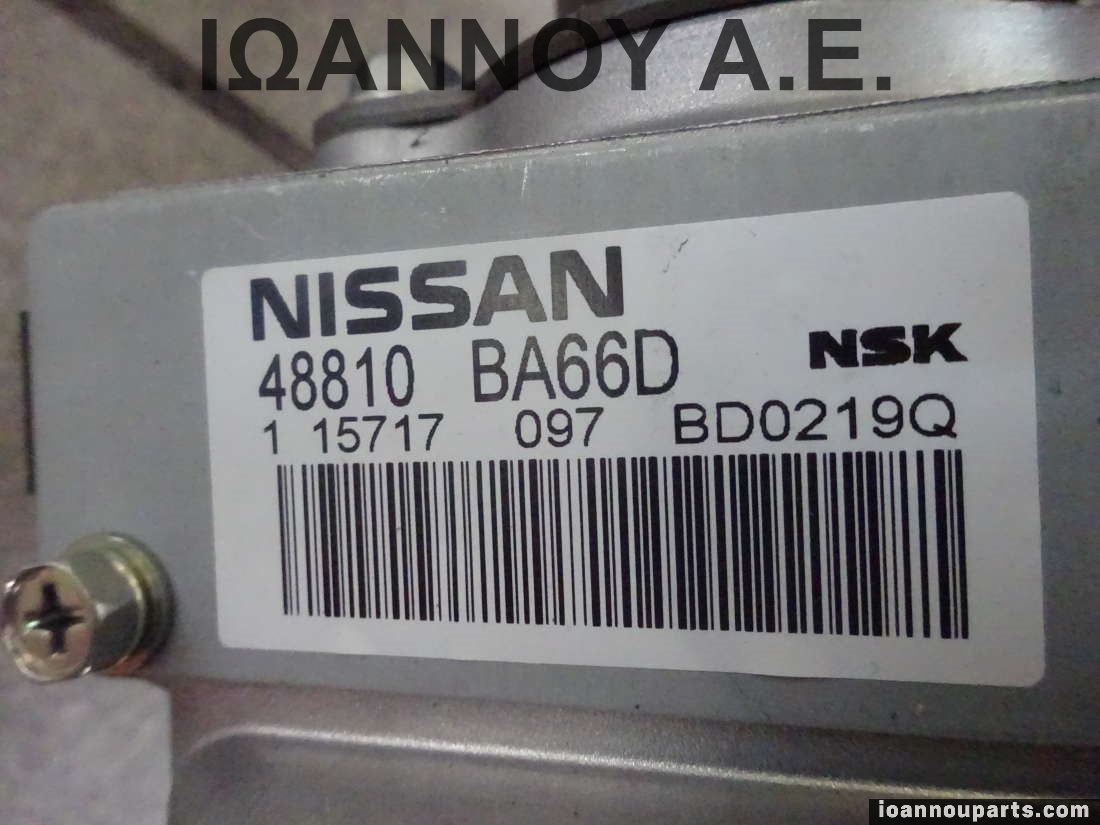 ΙΩΑΝΝΟΥ Α.Ε.
NISSAN
48810 BA66D NSK
1 15717 097 BD0219Q
ioannouparts.com